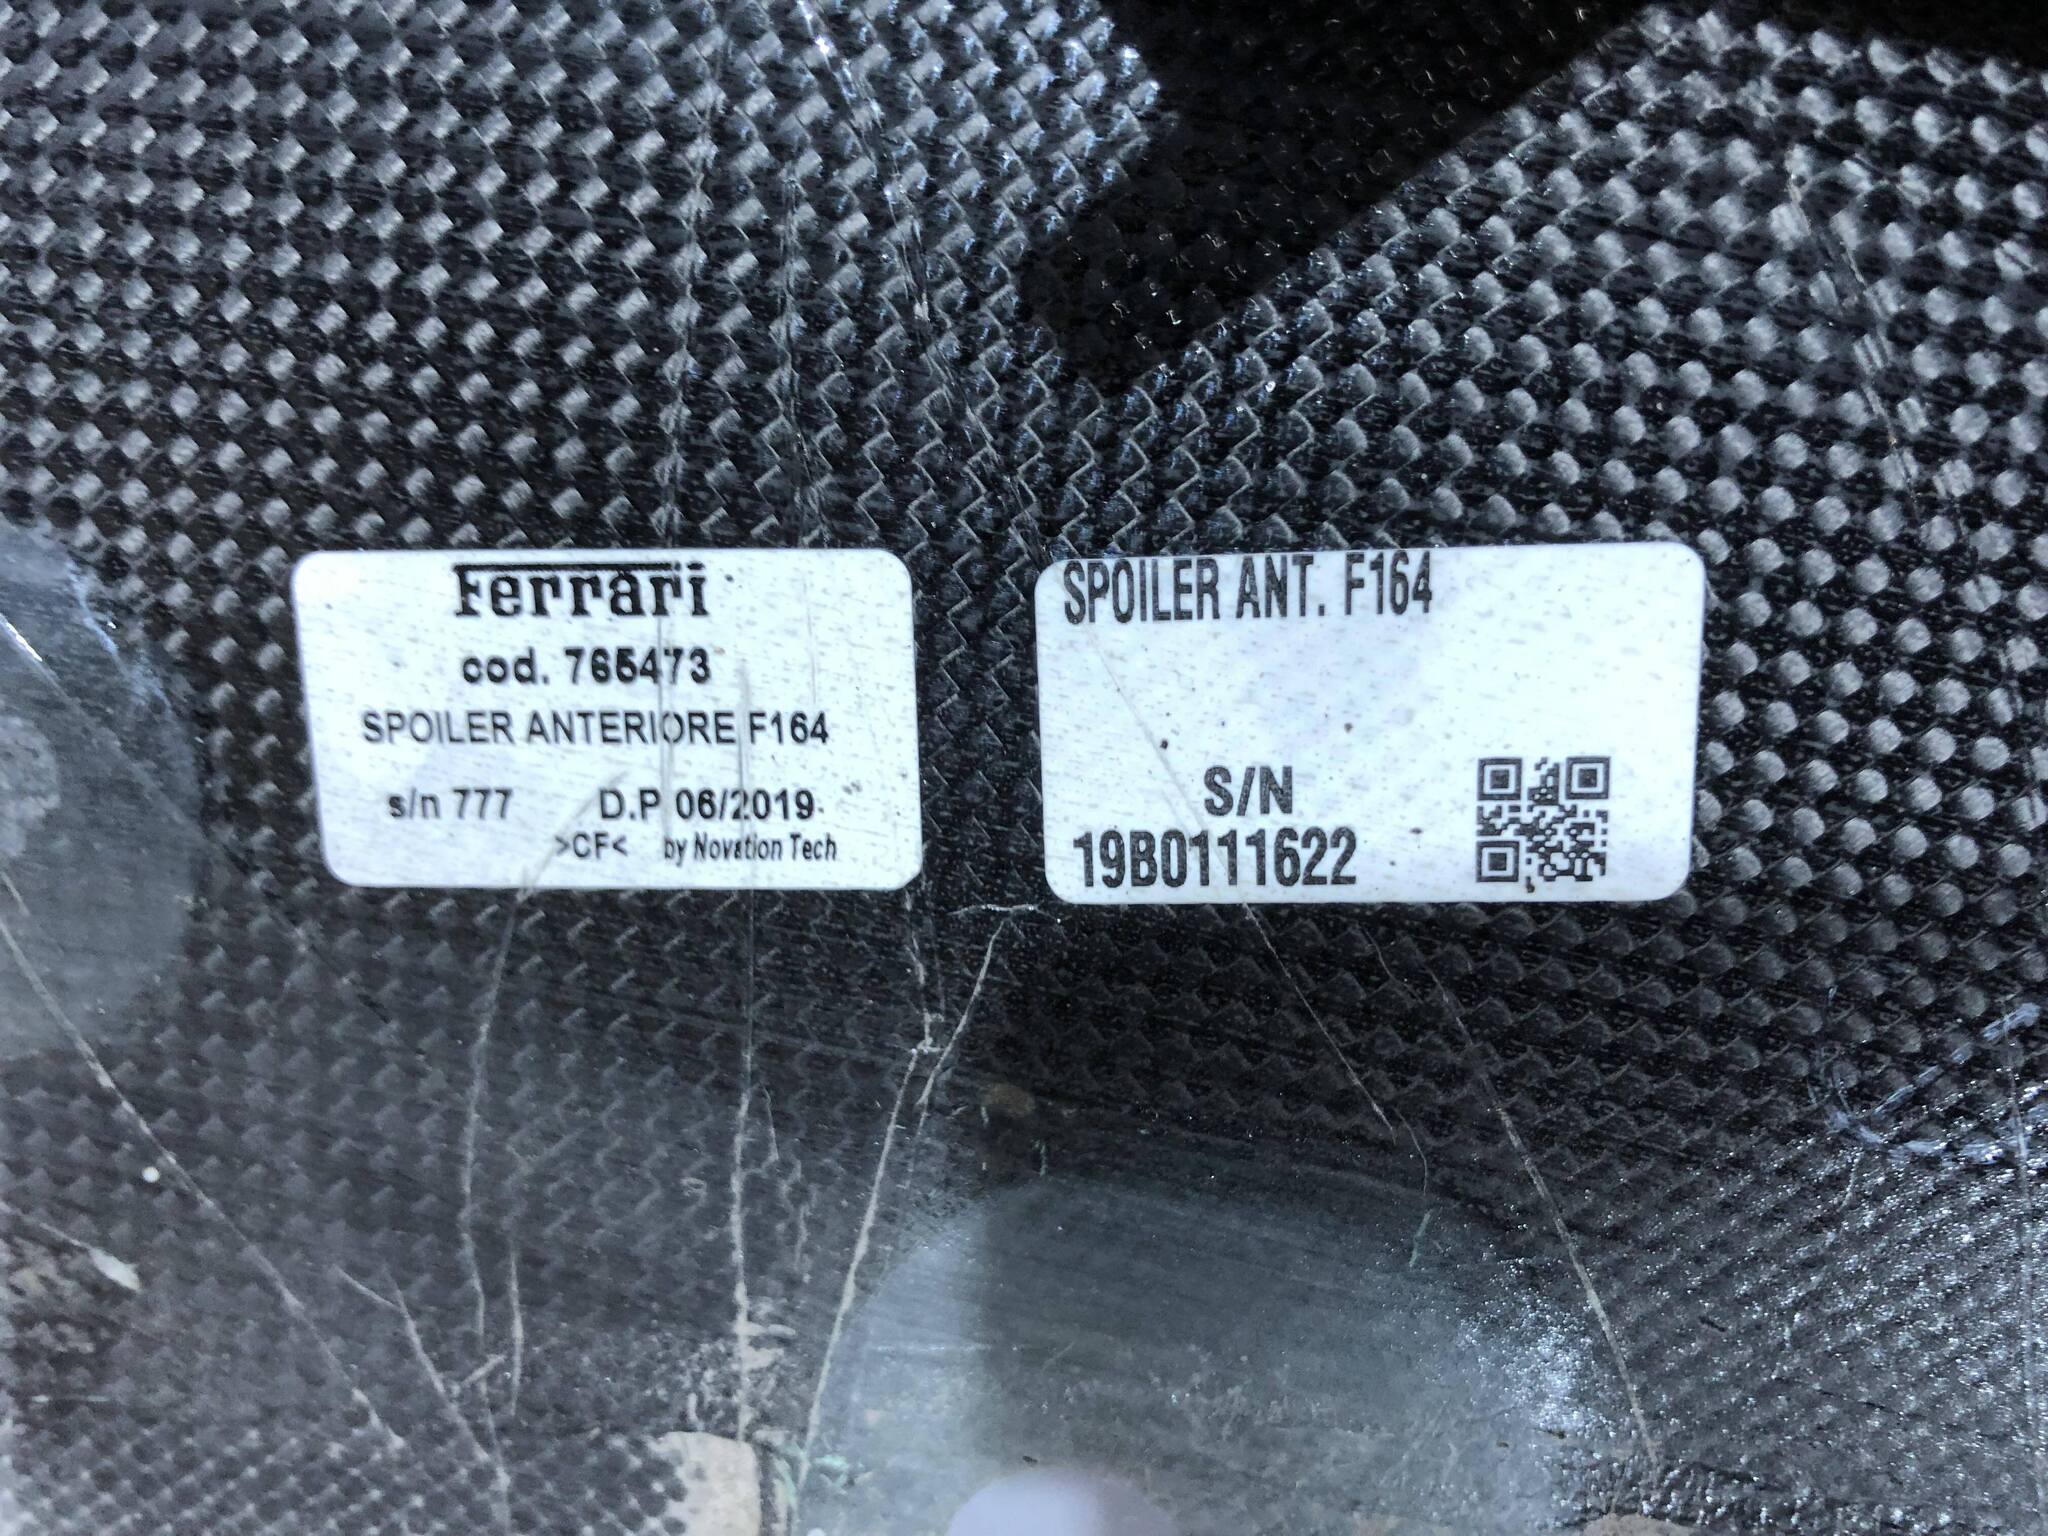 Ferrari
cod. 765473
SPOILER ANTERIORE F164
s/n 777 D.P 06/2019
>CF< by Novation Tech
SPOILER ANT. F164
S/N
19B0111622